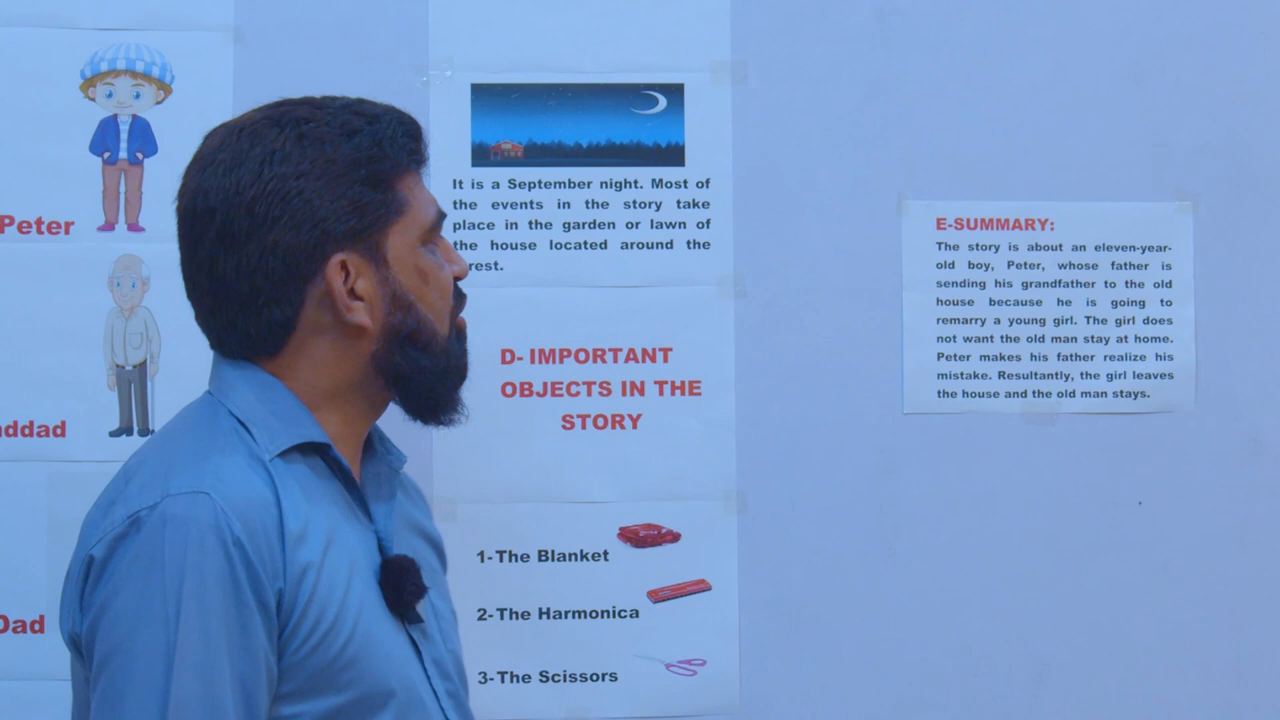 Peter
ddad
Dad
It is a September night. Most of
the events in the story take
place in the garden or lawn of
the house located around the
rest.
D- IMPORTANT
OBJECTS IN THE
STORY
1-The Blanket
2-The Harmonica
3-The Scissors
E-SUMMARY:
The story is about an eleven-year-
old boy, Peter, whose father is
sending his grandfather to the old
house because he is going to
remarry a young girl. The girl does
not want the old man stay at home.
Peter makes his father realize his
mistake. Resultantly, the girl leaves
the house and the old man stays.